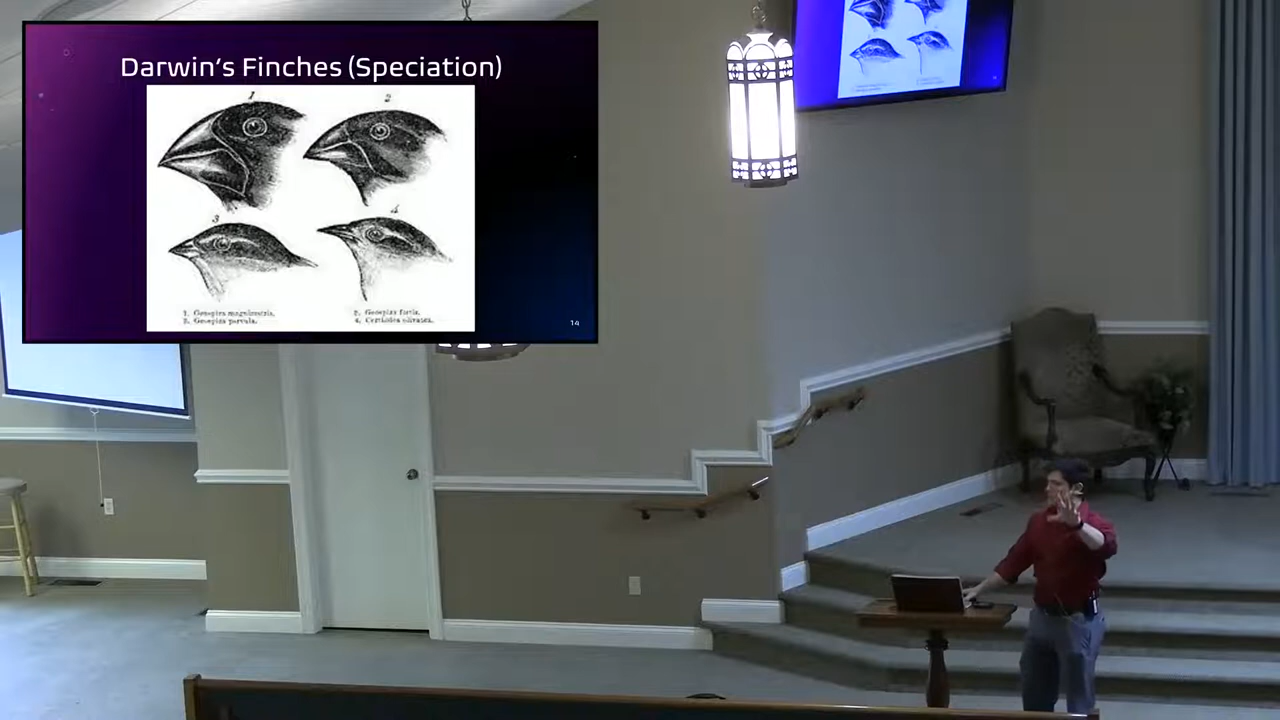 Darwin's Finches (Speciation)
1 2
3 4
1. Geospiza magnirostris. 2. Geospiza fortis.
3. Geospiza parvula. 4. Certhidea olivacea.
14